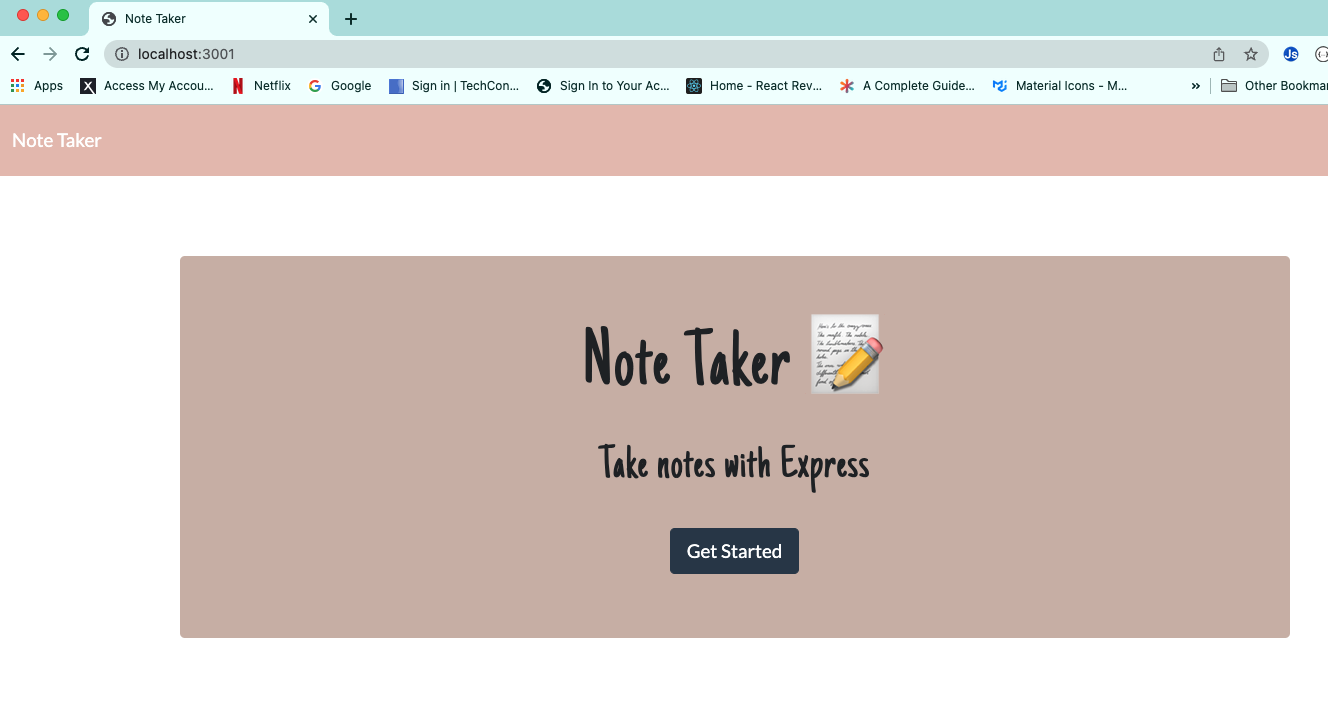 Note Taker
localhost:3001
Apps Access My Accou... Netflix Google Sign in | TechCon... Sign In to Your Ac... Home - React Rev... A Complete Guide... Material Icons - M... » Other Bookmar
Note Taker
Note Taker
Take notes with Express
Get Started